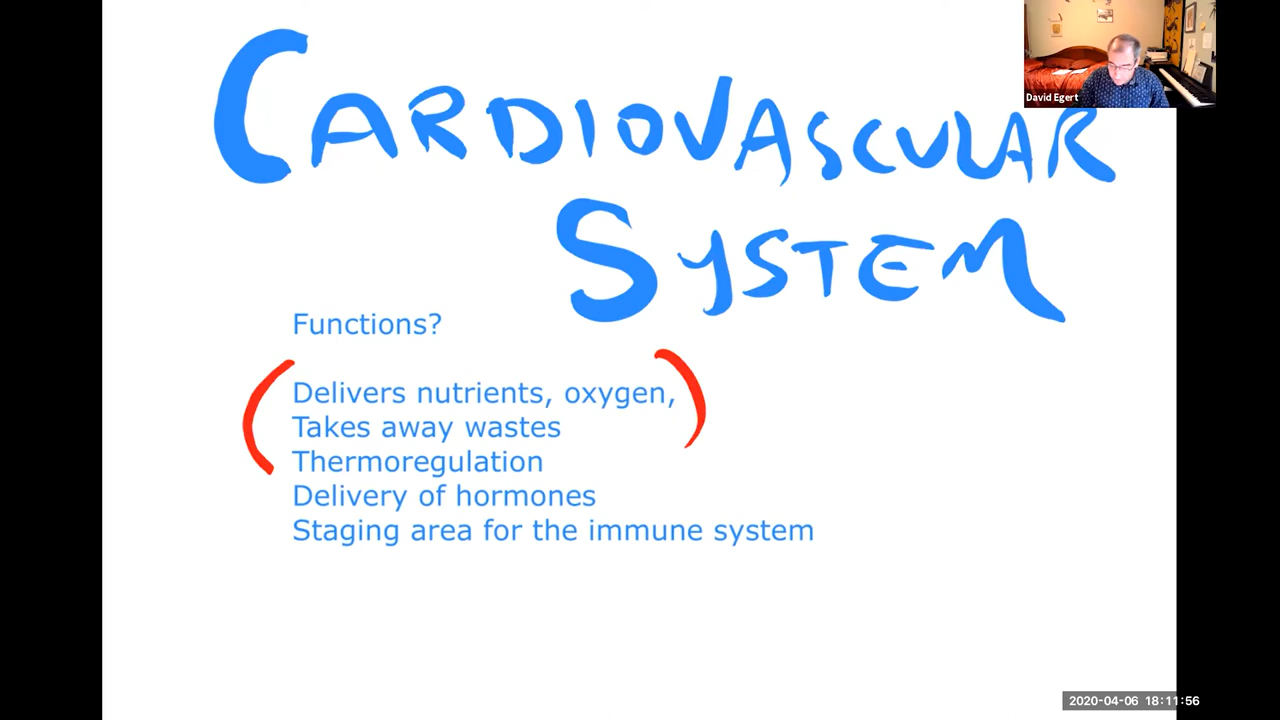 CARDIOVASCULAR
SYSTEM
David Egert
Functions?
Delivers nutrients, oxygen,
Takes away wastes
Thermoregulation
Delivery of hormones
Staging area for the immune system
2020-04-06 18:11:56